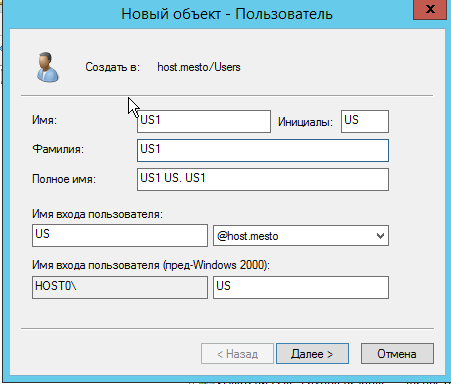 Новый объект - Пользователь
x
Создать в: host.mesto/Users
Имя: US1 Инициалы: US
Фамилия: US1
Полное имя: US1 US. US1
Имя входа пользователя:
US @host.mesto
Имя входа пользователя (пред-Windows 2000):
HOST0\ US
< Назад Далее > Отмена